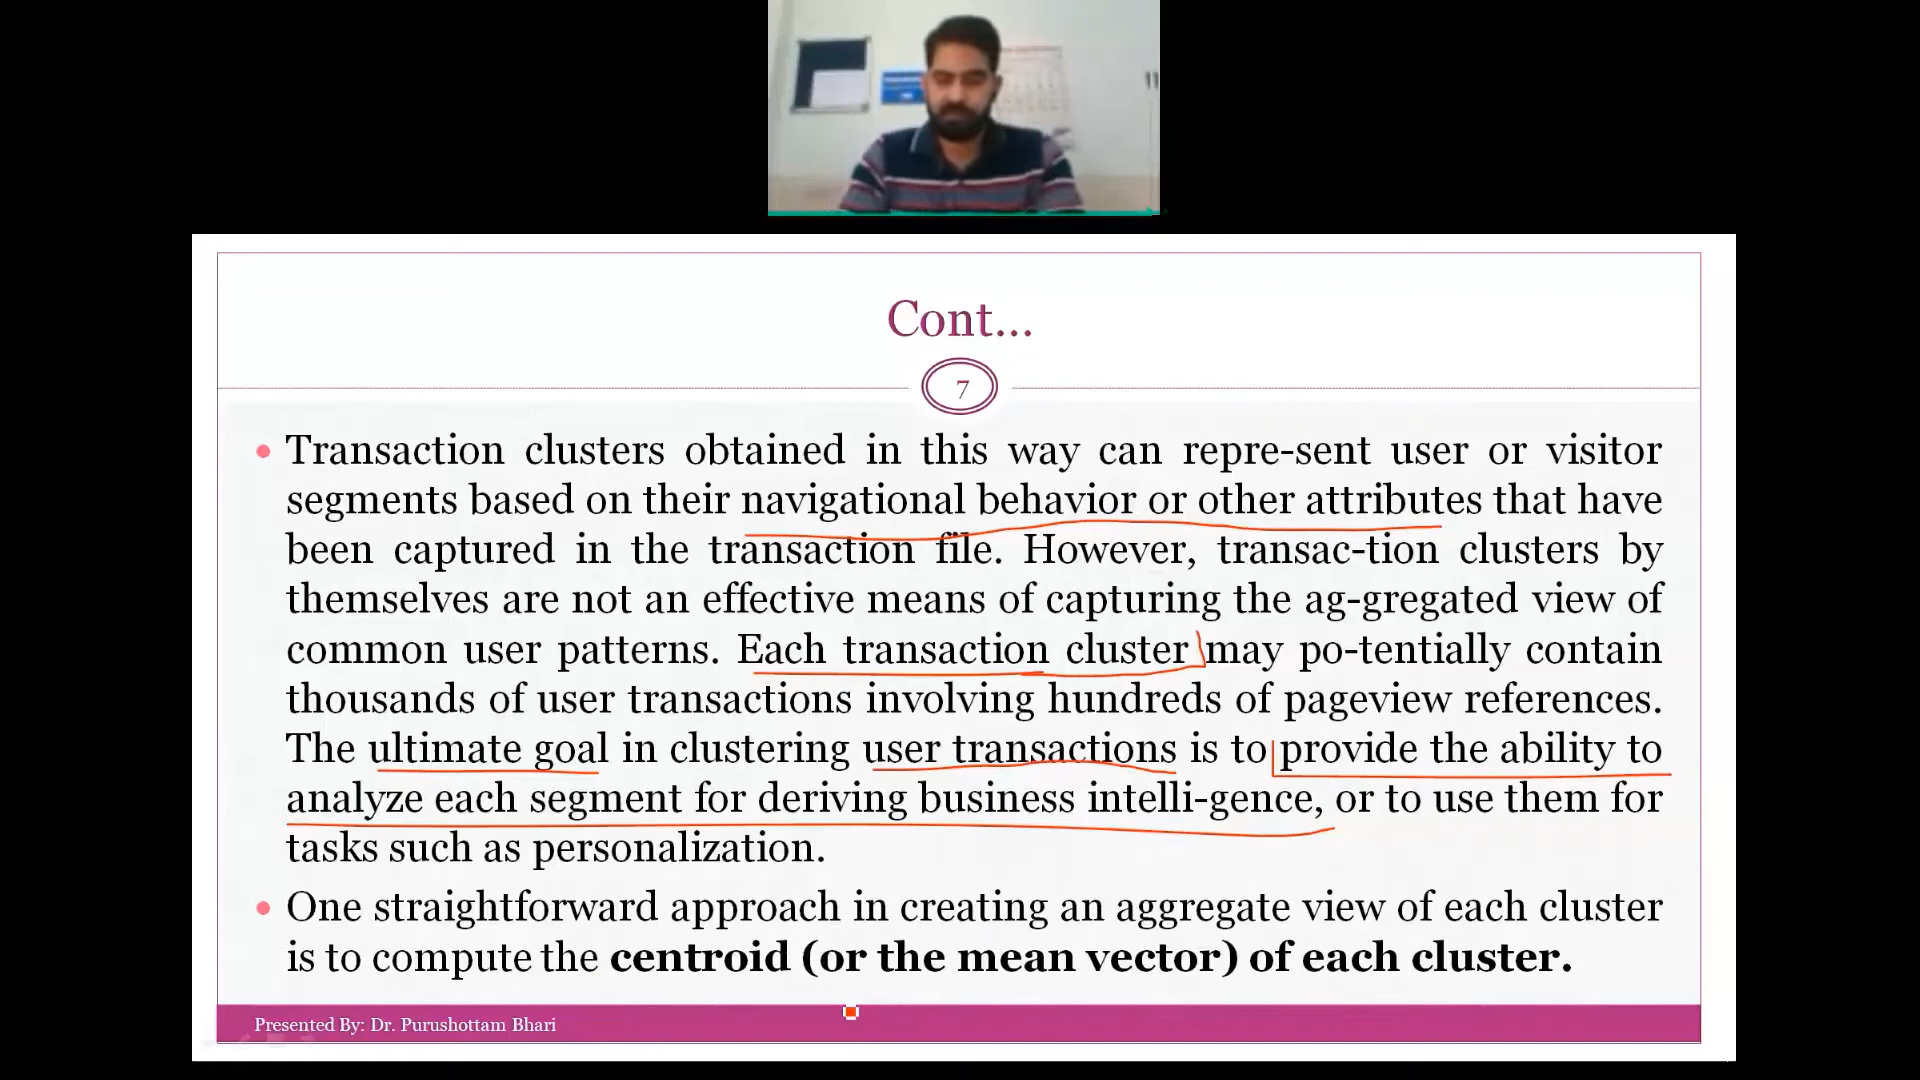 Cont...
7
Transaction clusters obtained in this way can repre-sent user or visitor
segments based on their navigational behavior or other attributes that have
been captured in the transaction file. However, transac-tion clusters by
themselves are not an effective means of capturing the ag-gregated view of
common user patterns. Each transaction cluster may po-tentially contain
thousands of user transactions involving hundreds of pageview references.
The ultimate goal in clustering user transactions is to provide the ability to
analyze each segment for deriving business intelli-gence, or to use them for
tasks such as personalization.
One straightforward approach in creating an aggregate view of each cluster
is to compute the centroid (or the mean vector) of each cluster.
Presented By: Dr. Purushottam Bhari